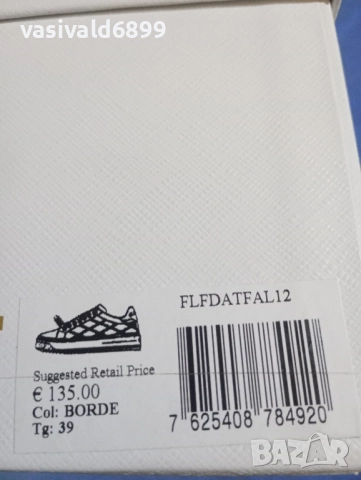 vasivald6899
FLFDATFAL12
Suggested Retail Price
€ 135.00
Col: BORDE
Tg: 39
7 625408 784920
BAZAR